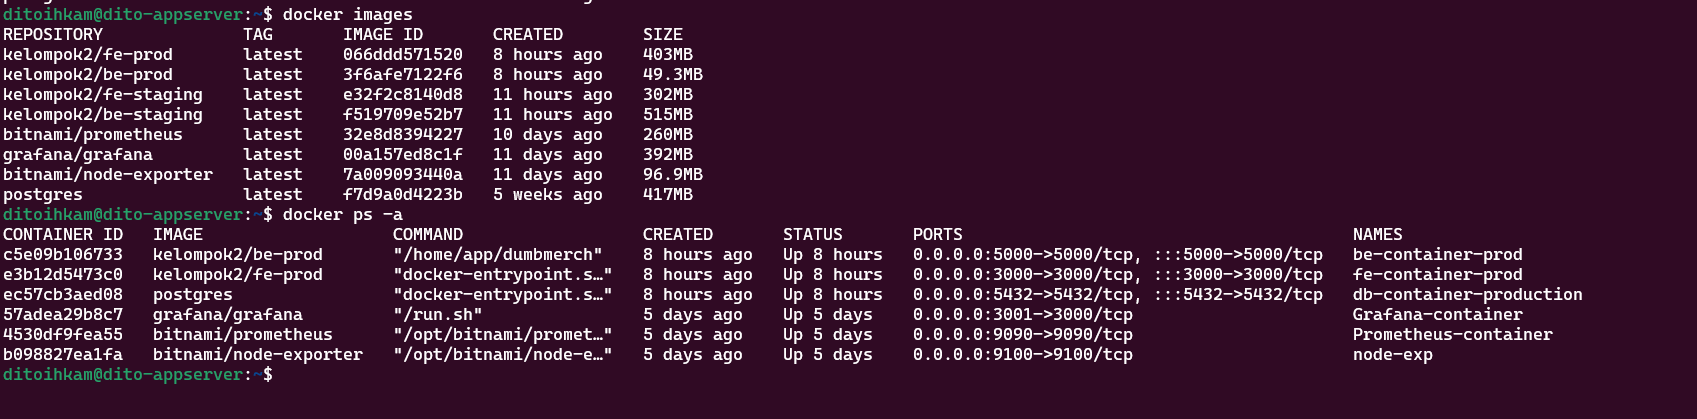 ditoihkam@dito-appserver:~$ docker images
REPOSITORY              TAG       IMAGE ID       CREATED        SIZE
kelompok2/fe-prod       latest    066ddd571520   8 hours ago    403MB
kelompok2/be-prod       latest    3f6afe7122f6   8 hours ago    49.3MB
kelompok2/fe-staging    latest    e32f2c8140d8   11 hours ago   302MB
kelompok2/be-staging    latest    f519709e52b7   11 hours ago   515MB
bitnami/prometheus      latest    32e8d8394227   10 days ago    260MB
grafana/grafana         latest    00a157ed8c1f   11 days ago    392MB
bitnami/node-exporter   latest    7a009093440a   11 days ago    96.9MB
postgres                latest    f7d9a0d4223b   5 weeks ago    417MB
ditoihkam@dito-appserver:~$ docker ps -a
CONTAINER ID   IMAGE                   COMMAND                  CREATED       STATUS       PORTS                                       NAMES
c5e09b106733   kelompok2/be-prod       "/home/app/dumbmerch"    8 hours ago   Up 8 hours   0.0.0.0:5000->5000/tcp, :::5000->5000/tcp   be-container-prod
e3b12d5473c0   kelompok2/fe-prod       "docker-entrypoint.s…"   8 hours ago   Up 8 hours   0.0.0.0:3000->3000/tcp, :::3000->3000/tcp   fe-container-prod
ec57cb3aed08   postgres                "docker-entrypoint.s…"   8 hours ago   Up 8 hours   0.0.0.0:5432->5432/tcp, :::5432->5432/tcp   db-container-production
57adea29b8c7   grafana/grafana         "/run.sh"                5 days ago    Up 5 days    0.0.0.0:3001->3000/tcp                      Grafana-container
4530df9fea55   bitnami/prometheus      "/opt/bitnami/promet…"   5 days ago    Up 5 days    0.0.0.0:9090->9090/tcp                      Prometheus-container
b098827ea1fa   bitnami/node-exporter   "/opt/bitnami/node-e…"   5 days ago    Up 5 days    0.0.0.0:9100->9100/tcp                      node-exp
ditoihkam@dito-appserver:~$